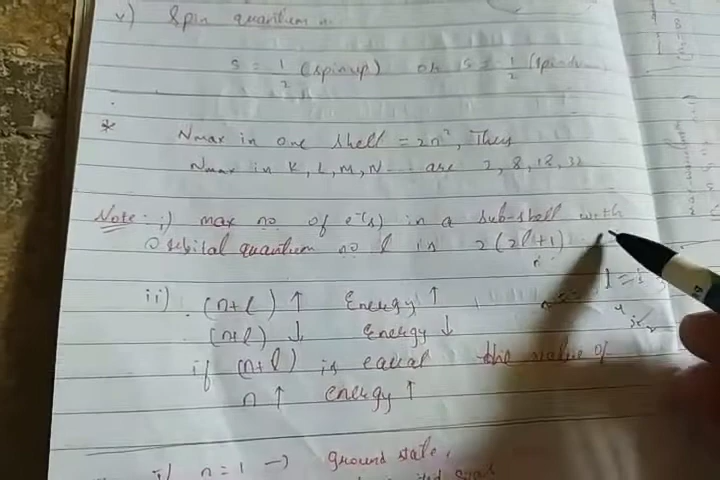 v) Spin quantum n
s = 1/2 (spin up) or s = 1/2 (spin
* Nmax in one shell = 2n², Thus
Nmax in K, L, M, N... are 2, 8, 18, 32
Note:- i) max no of e⁻(s) in a sub-shell with
Orbital quantum no l is 2(2l+1)
ii) (n+l) ↑ Energy ↑
(n+l) ↓ Energy ↓
if (n+l) is equal the value of
n ↑ energy ↑
n=1 → ground state,